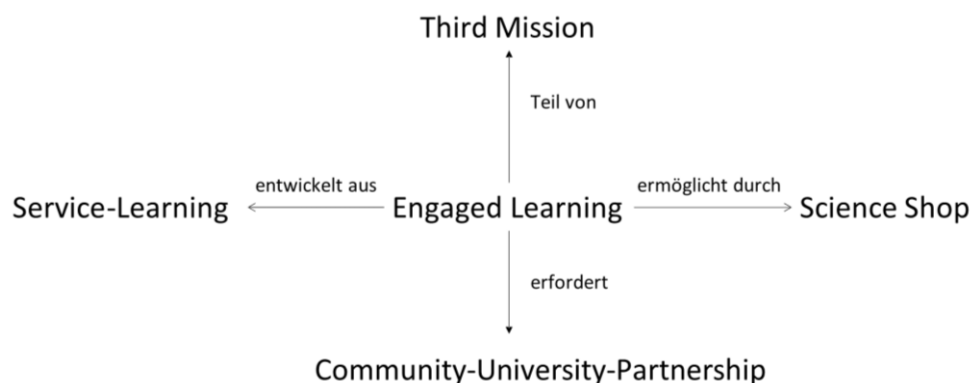 Third Mission
Teil von
entwickelt aus
ermöglicht durch
Service-Learning
Engaged Learning
Science Shop
erfordert
Community-University-Partnership